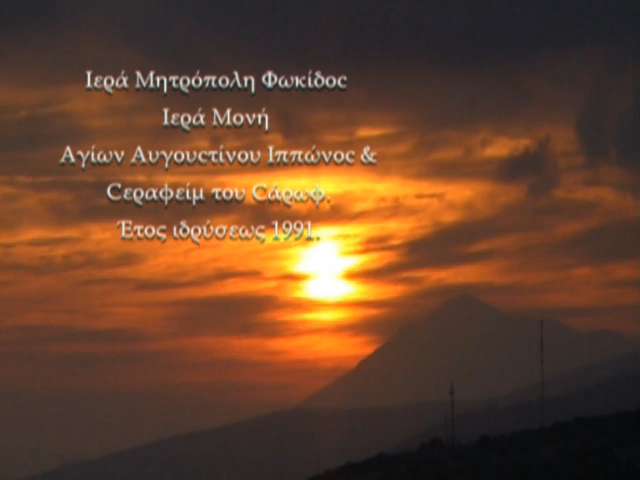 Ιερά Μητρόπολη Φωκίδος
Ιερά Μονή
Αγίων Αυγουστίνου Ιππώνος &
Σεραφείμ του Σάρωφ.
Έτος ιδρύσεως 1991.